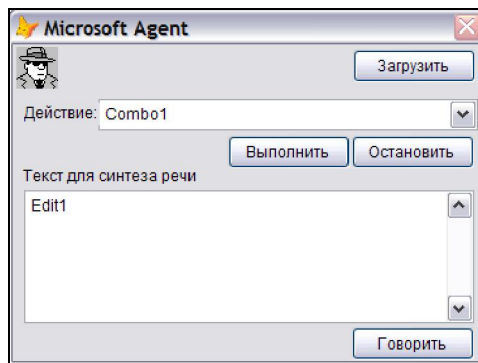 Microsoft Agent
Загрузить
Действие: Combo1
Выполнить Остановить
Текст для синтеза речи
Edit1
Говорить